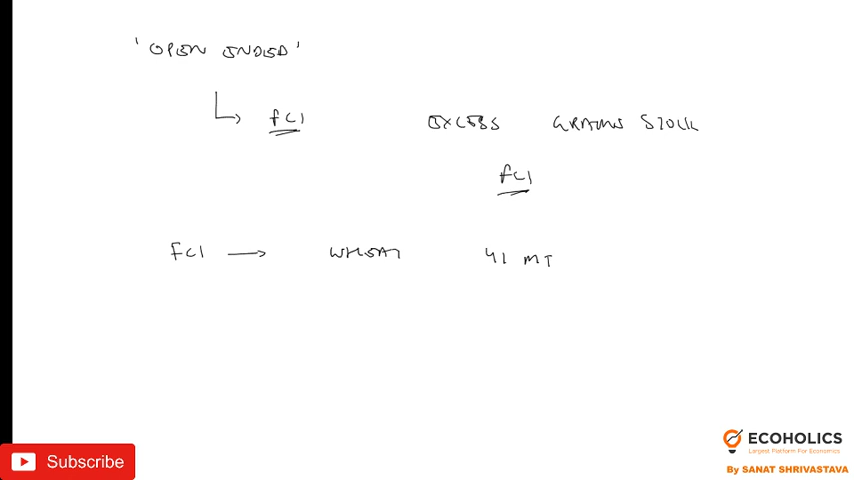 'OPEN ENDED'
FCI EXCESS GRAINS STOCK
FCI
FCI → WHEAT 41 MT
Subscribe
ECOHOLICS
Largest Platform For Economics
By SANAT SHRIVASTAVA